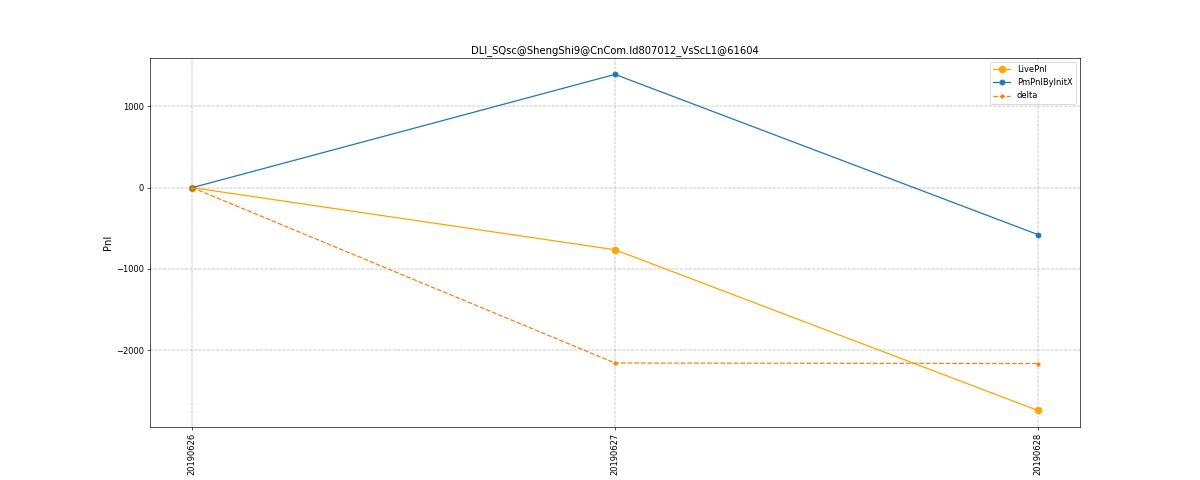 DLI_SQsc@ShengShi9@CnCom.Id807012_VsScL1@61604
LivePnl
PmPnlByInitX
delta
1000
0
−1000
−2000
Pnl
20190626
20190627
20190628